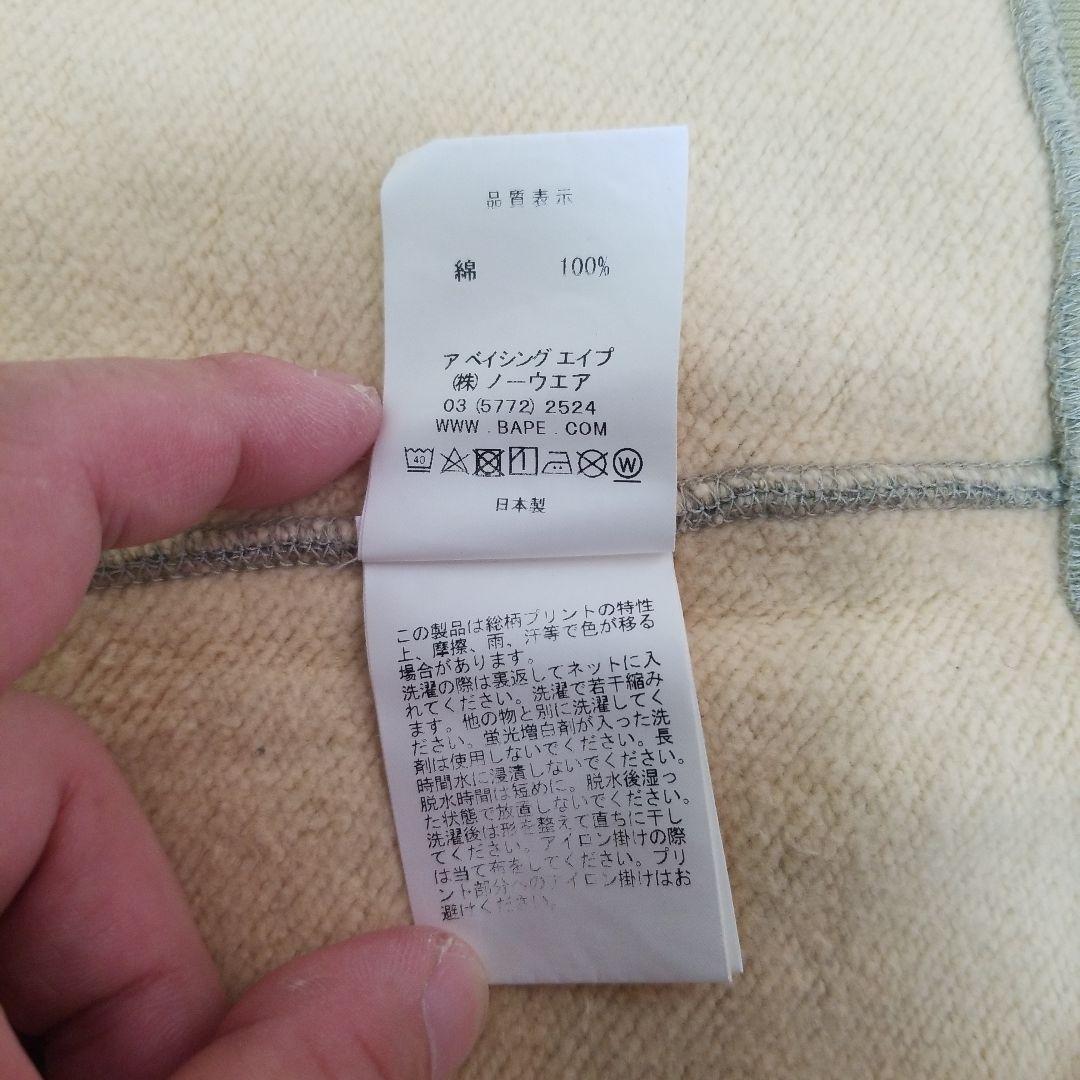 品質表示
綿 100%
ア ベイシング エイプ
㈱ ノーウエア
03 (5772) 2524
WWW . BAPE . COM
40 W
日本製
この製品は総柄プリントの特性
上、摩擦、雨、汗等で色が移る
場合があります。
洗濯の際は裏返してネットに入
れてください。洗濯で若干縮み
ます。他の物と別に洗濯してく
ださい。蛍光増白剤が入った洗
剤は使用しないでください。長
時間水に浸漬しないでください。
脱水時間は短めに。脱水後湿っ
た状態で放置しないでください。
洗濯後は形を整えて直ちに干し
てください。アイロン掛けの際
は当て布をしてください。プリ
ント部分へのアイロン掛けはお
避けください。